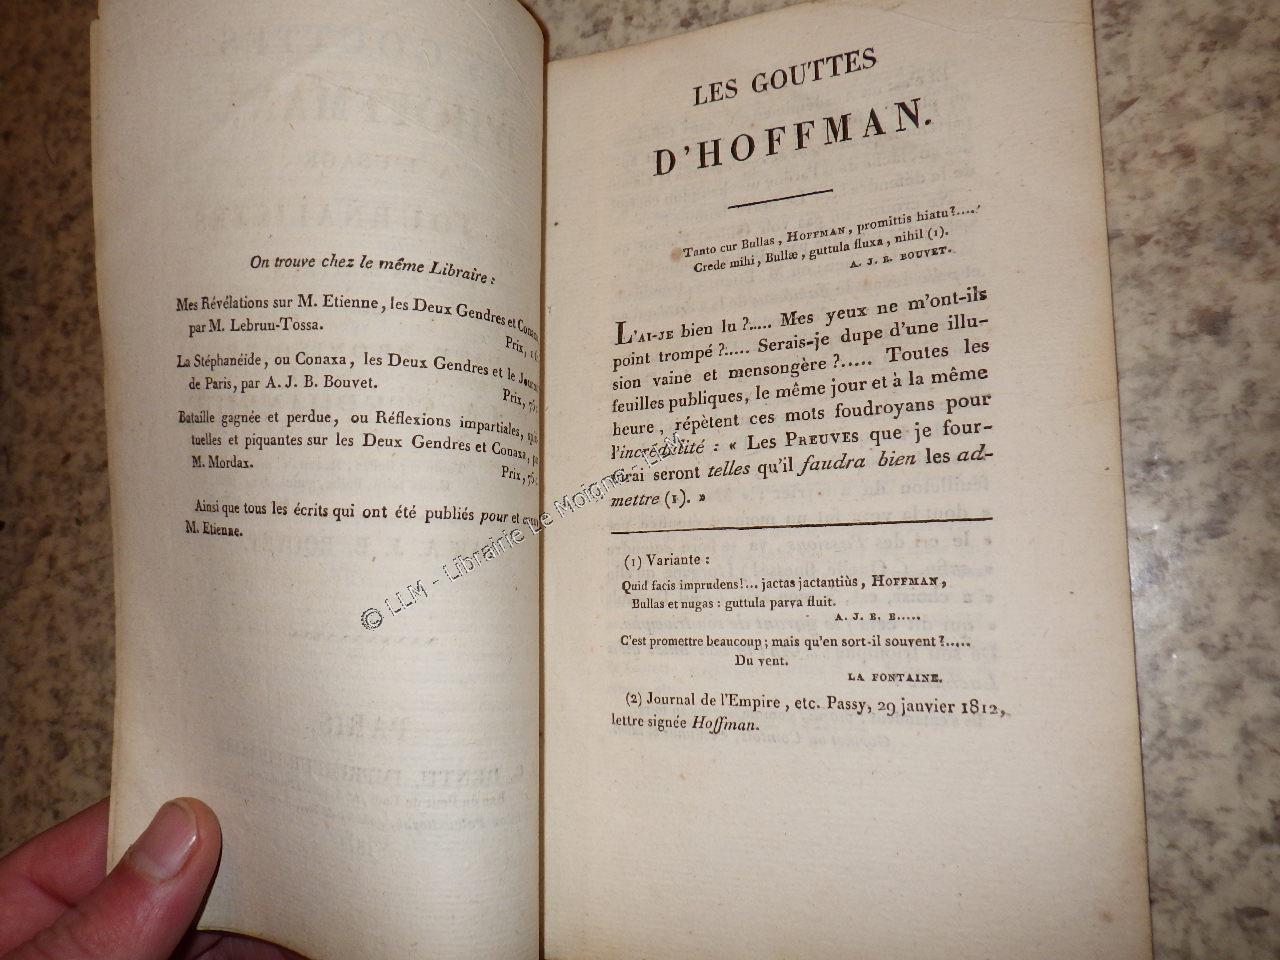 On trouve chez le même Libraire :
Mes Révélations sur M. Etienne, les Deux Gendres et
par M. Lebrun-Tossa.
Prix,
La Stéphanéide, ou Conaxa, les Deux Gendres et le
de Paris, par A. J. B. Bouvet.
Prix, 75
Bataille gagnée et perdue, ou Réflexions impartiales,
tuelles et piquantes sur les Deux Gendres et Conaxa,
M. Mordax.
Prix, 75
Ainsi que tous les écrits qui ont été publiés pour et
M. Etienne.
LES GOUTTES
D'HOFFMAN.
Tanto cur Bullas, HOFFMAN, promittis hiatu ?.....
Crede mihi, Bullæ, guttula fluxa, nihil (1).
A. J. B. BOUVET.
L'AI-JE bien lu ?..... Mes yeux ne m'ont-ils
point trompé ?..... Serais-je dupe d'une illu-
sion vaine et mensongère ?..... Toutes les
feuilles publiques, le même jour et à la même
heure, répètent ces mots foudroyans pour
l'incrédulité : « LES PREUVES que je four-
nirai seront telles qu'il faudra bien les ad-
mettre (1). »
(1) Variante :
Quid facis imprudens!... jactas jactantiùs, HOFFMAN,
Bullas et nugas : guttula parva fluit.
A. J. B. B.....
C'est promettre beaucoup ; mais qu'en sort-il souvent ?.....
Du vent.
LA FONTAINE.
(2) Journal de l'Empire, etc. Passy, 29 janvier 1812,
lettre signée Hoffman.
© LLM - Librairie Le Moigne - LLM